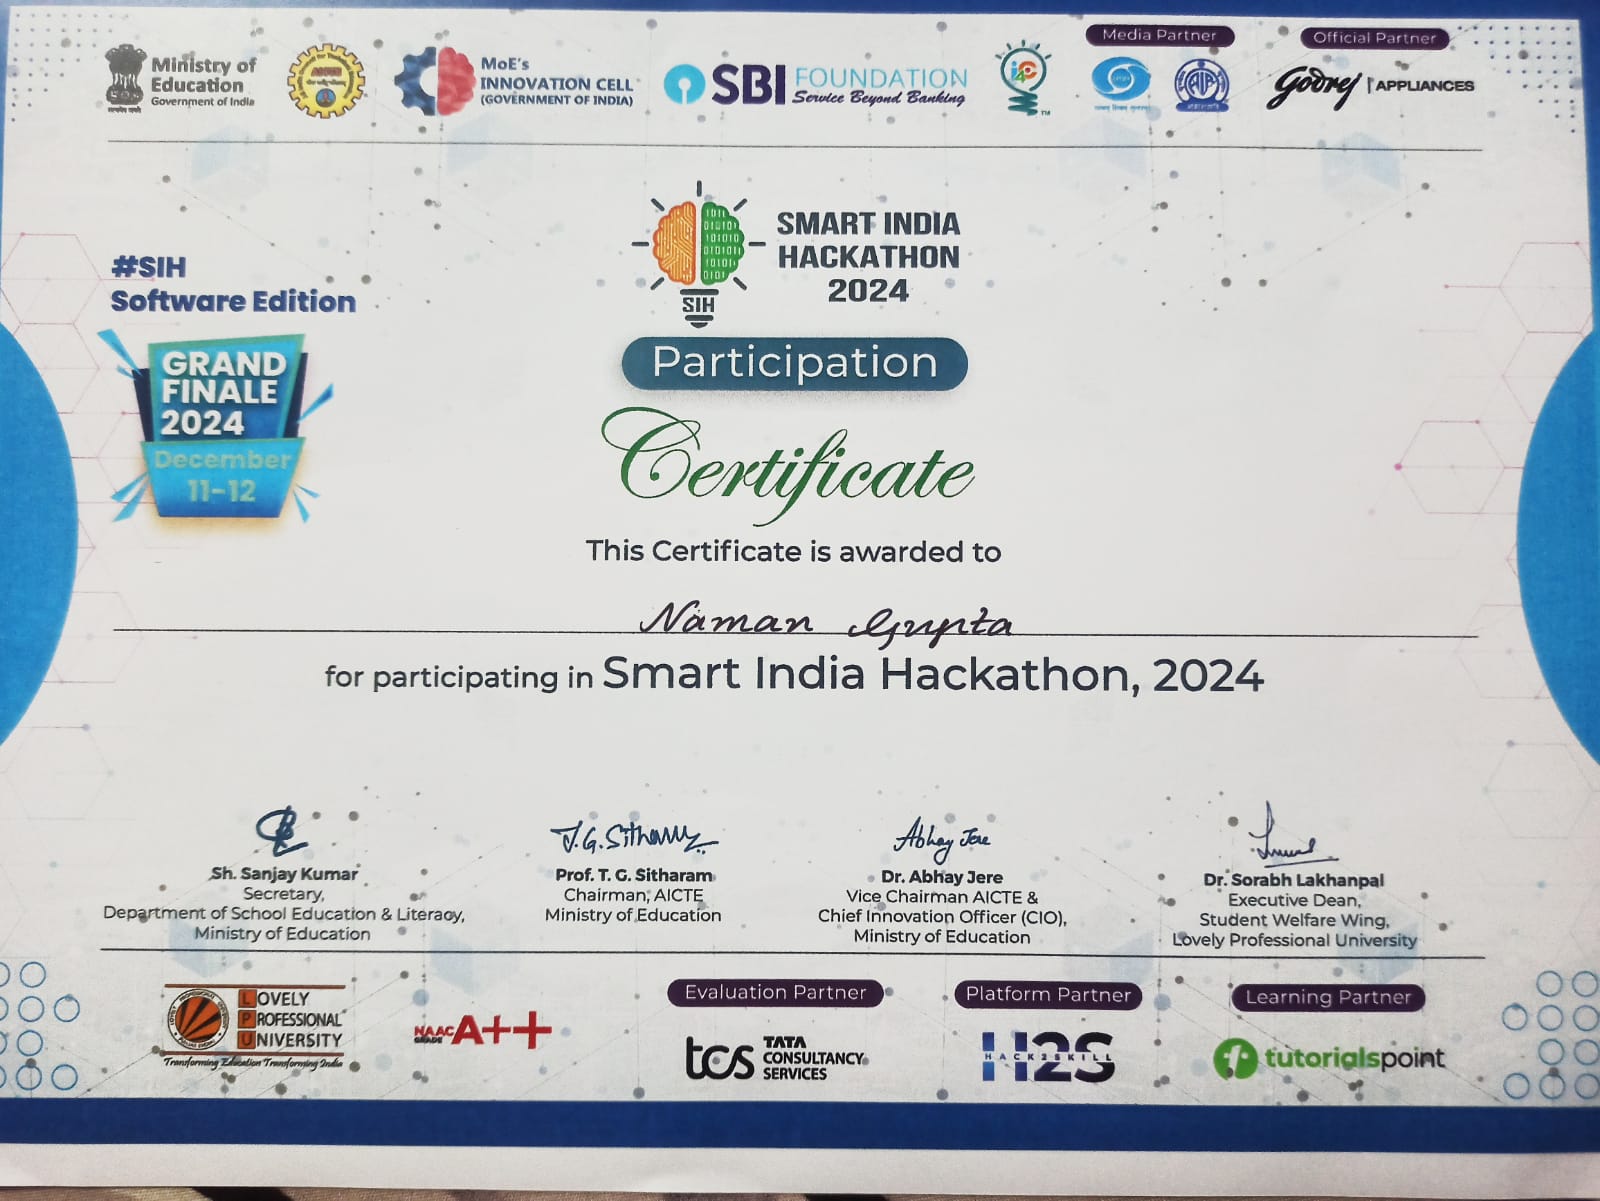 Ministry of
Education
Government of India
MoE's
INNOVATION CELL
(GOVERNMENT OF INDIA)
SBI FOUNDATION
Service Beyond Banking
Media Partner
Official Partner
Godrej | APPLIANCES
#SIH
Software Edition
GRAND
FINALE
2024
December
11-12
SIH
SMART INDIA
HACKATHON
2024
Participation
Certificate
This Certificate is awarded to
Naman Gupta
for participating in Smart India Hackathon, 2024
T.G. Sitharam
Abhay Jere
Sh. Sanjay Kumar
Secretary,
Department of School Education & Literacy,
Ministry of Education
Prof. T. G. Sitharam
Chairman, AICTE
Ministry of Education
Dr. Abhay Jere
Vice Chairman AICTE &
Chief Innovation Officer (CIO),
Ministry of Education
Dr. Sorabh Lakhanpal
Executive Dean,
Student Welfare Wing,
Lovely Professional University
LOVELY
PROFESSIONAL
UNIVERSITY
Transforming Education Transforming India
NAAC
GRADE A++
Evaluation Partner
tcs TATA
CONSULTANCY
SERVICES
Platform Partner
H2S
HACK2SKILL
Learning Partner
tutorialspoint